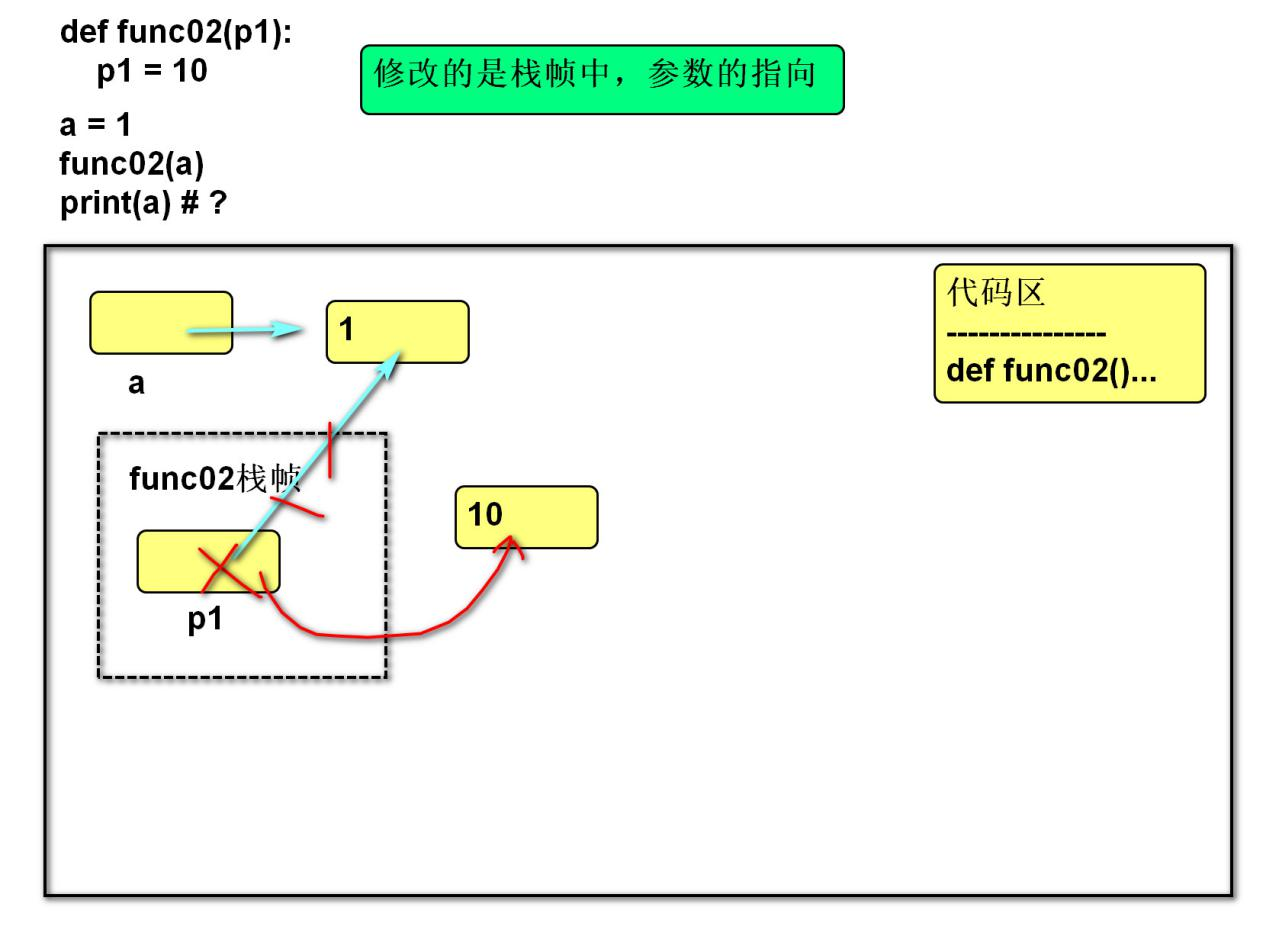 def func02(p1):
p1 = 10
修改的是栈帧中，参数的指向
a = 1
func02(a)
print(a) # ?
代码区
---------------
def func02()...
1
a
func02栈帧
10
p1